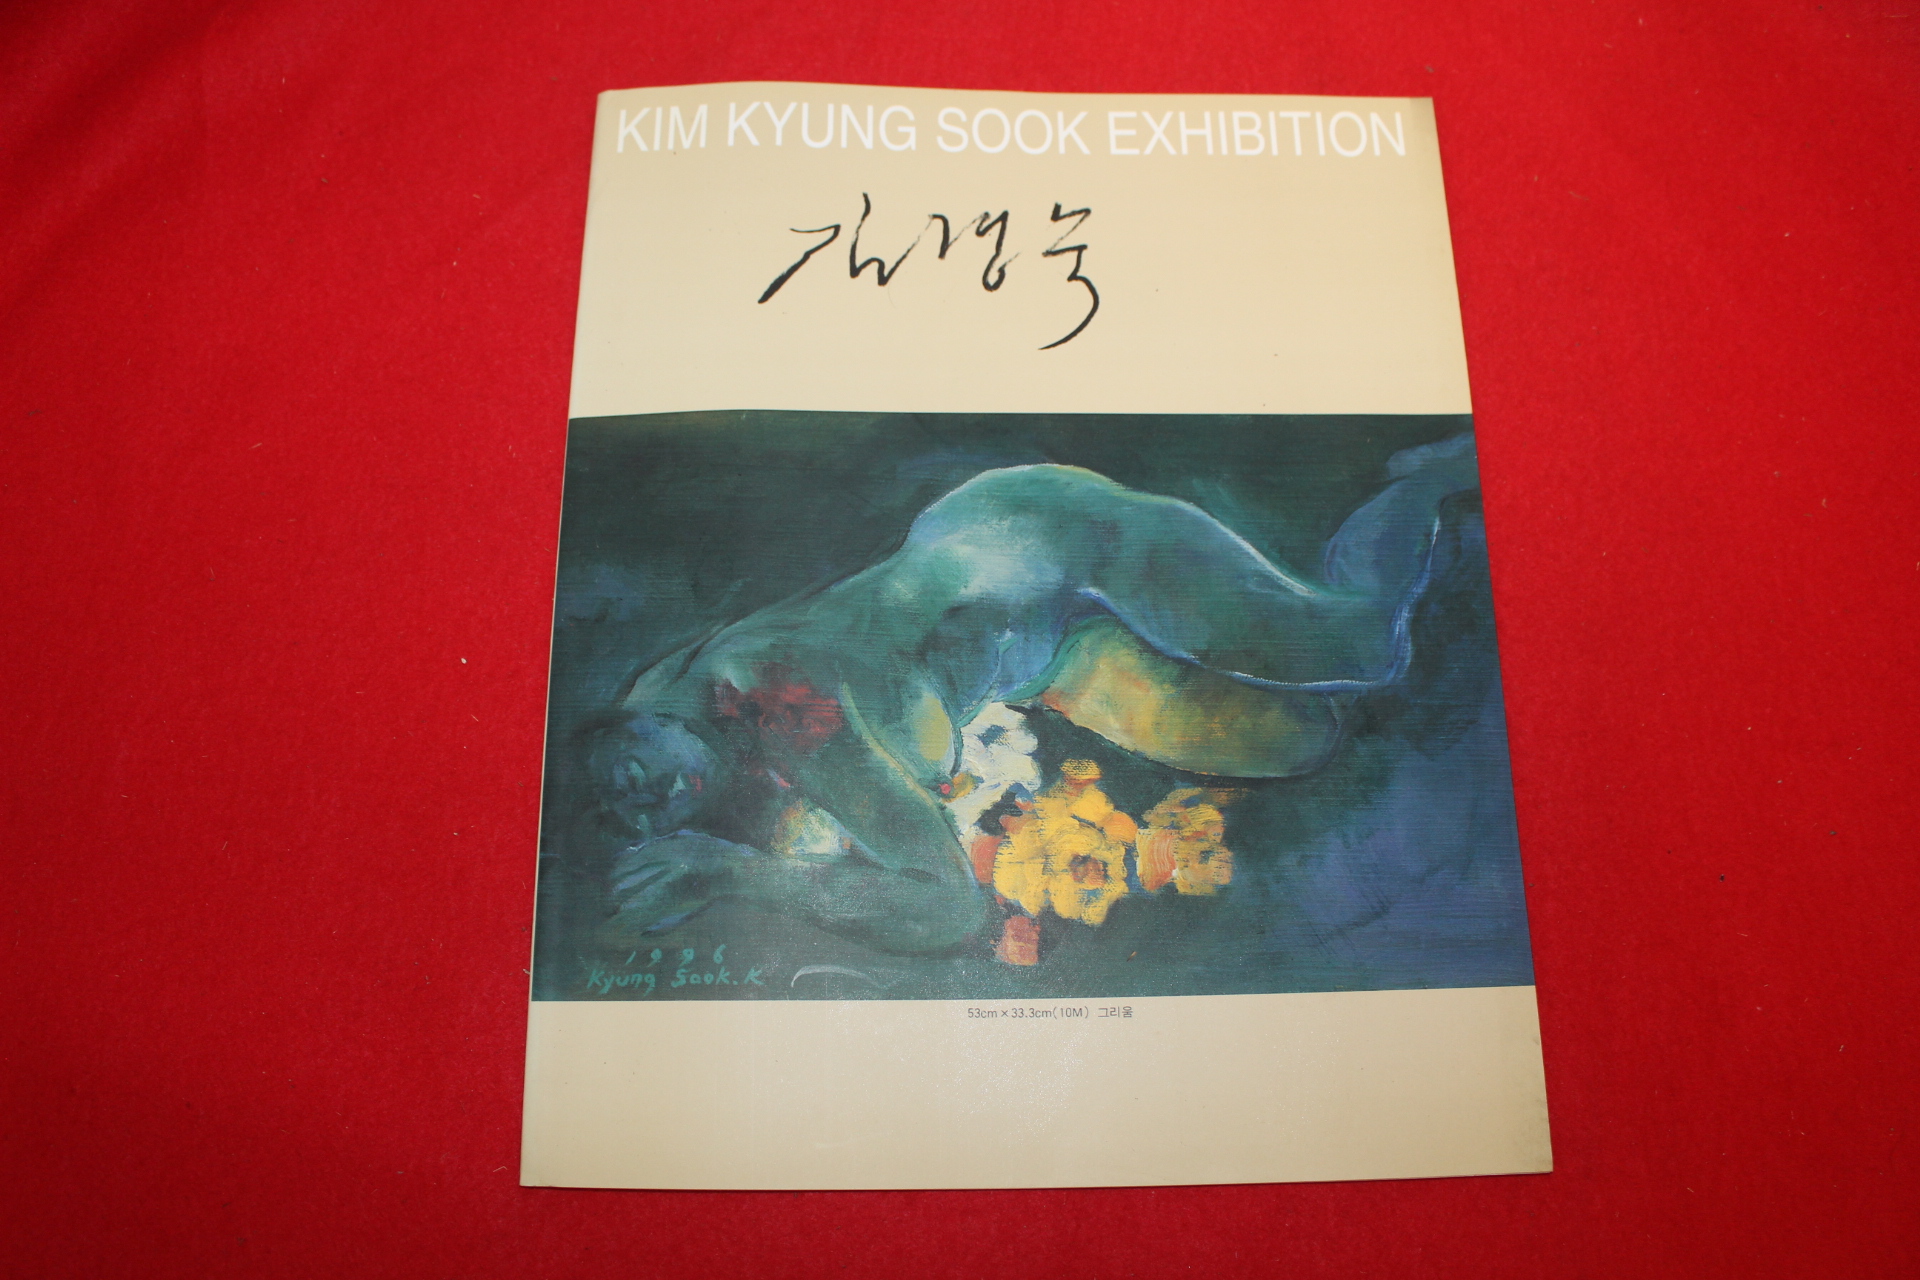 KIM KYUNG SOOK EXHIBITION
김경숙
1996
Kyung Sook. K
53cm×33.3cm(10M) 그리움